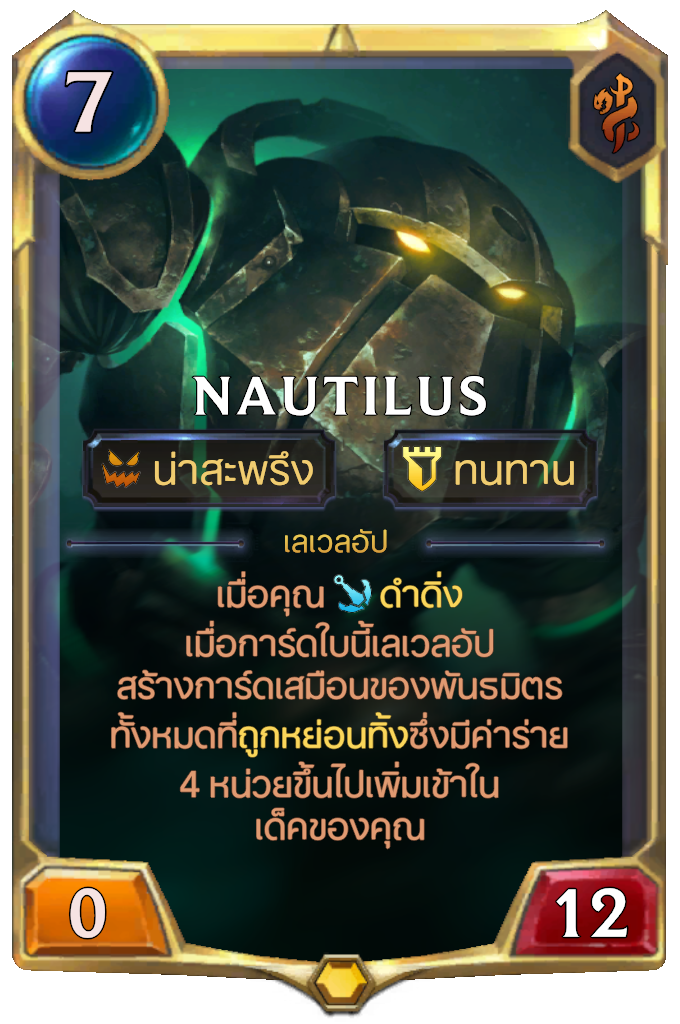 7
NAUTILUS
น่าสะพรึง
ทนทาน
เลเวลอัป
เมื่อคุณ ดำดิ่ง
เมื่อการ์ดใบนี้เลเวลอัป
สร้างการ์ดเสมือนของพันธมิตร
ทั้งหมดที่ถูกหย่อนทิ้งซึ่งมีค่าร่าย
4 หน่วยขึ้นไปเพิ่มเข้าใน
เด็คของคุณ
0
12